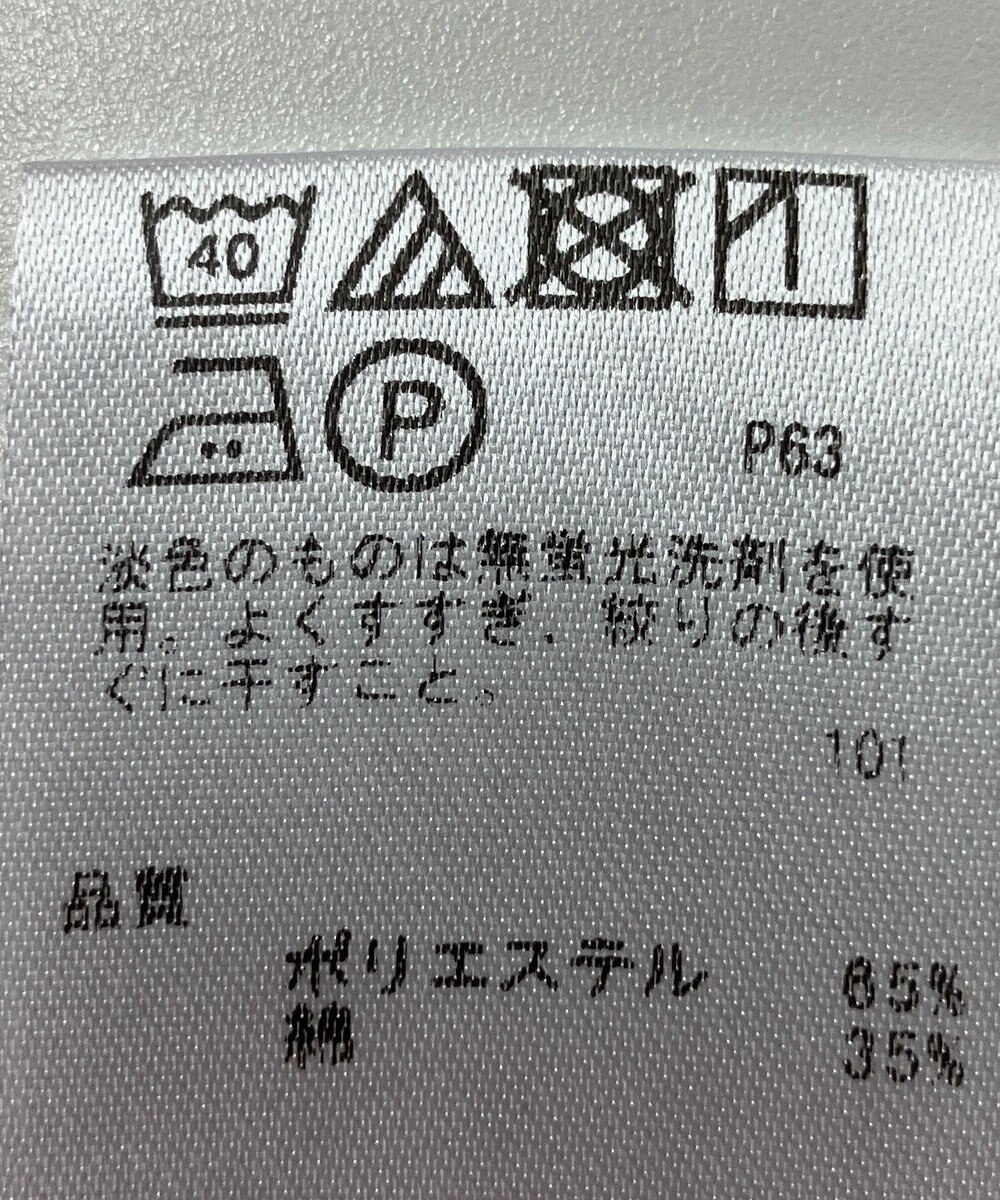 40
P
P63
淡色のものは無蛍光洗剤を使
用。よくすすぎ、絞りの後す
ぐに干すこと。
101
品質
ポリエステル 65%
綿 35%